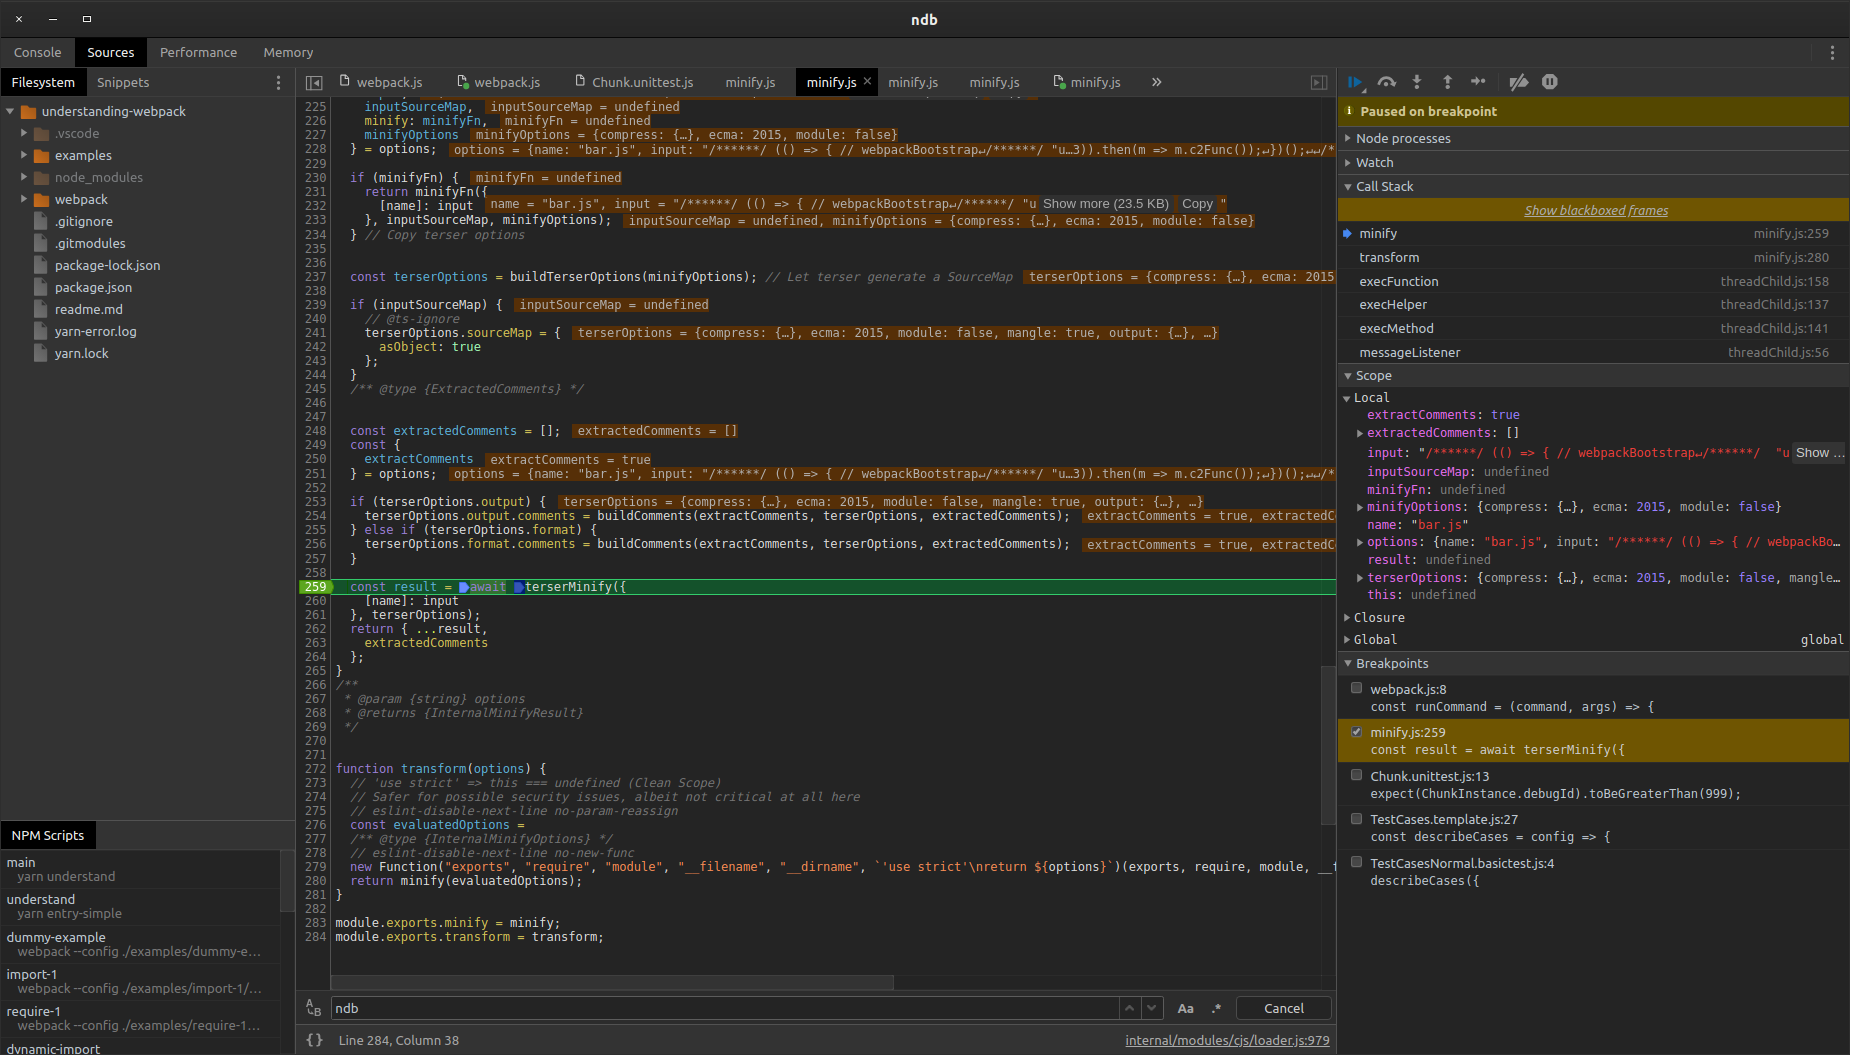 ndb
Console Sources Performance Memory
Filesystem Snippets
understanding-webpack
.vscode
examples
node_modules
webpack
.gitignore
.gitmodules
package-lock.json
package.json
readme.md
yarn-error.log
yarn.lock
NPM Scripts
main
yarn understand
understand
yarn entry-simple
dummy-example
webpack --config ./examples/dummy-e…
import-1
webpack --config ./examples/import-1/…
require-1
webpack --config ./examples/require-1…
dynamic-import
webpack.js webpack.js Chunk.unittest.js minify.js minify.js × minify.js minify.js minify.js »
225 inputSourceMap, inputSourceMap = undefined
226 minify: minifyFn, minifyFn = undefined
227 minifyOptions minifyOptions = {compress: {…}, ecma: 2015, module: false}
228 } = options; options = {name: "bar.js", input: "/******/ (() => { // webpackBootstrap↵/******/ "u…3)).then(m => m.c2Func());↵})();↵↵/*
229
230 if (minifyFn) { minifyFn = undefined
231 return minifyFn({
232 [name]: input name = "bar.js", input = "/******/ (() => { // webpackBootstrap↵/******/ "u Show more (23.5 KB) Copy "
233 }, inputSourceMap, minifyOptions); inputSourceMap = undefined, minifyOptions = {compress: {…}, ecma: 2015, module: false}
234 } // Copy terser options
235
236
237 const terserOptions = buildTerserOptions(minifyOptions); // Let terser generate a SourceMap terserOptions = {compress: {…}, ecma: 2015
238
239 if (inputSourceMap) { inputSourceMap = undefined
240 // @ts-ignore
241 terserOptions.sourceMap = { terserOptions = {compress: {…}, ecma: 2015, module: false, mangle: true, output: {…}, …}
242 asObject: true
243 };
244 }
245 /** @type {ExtractedComments} */
246
247
248 const extractedComments = []; extractedComments = []
249 const {
250 extractComments extractComments = true
251 } = options; options = {name: "bar.js", input: "/******/ (() => { // webpackBootstrap↵/******/ "u…3)).then(m => m.c2Func());↵})();↵↵/*
252
253 if (terserOptions.output) { terserOptions = {compress: {…}, ecma: 2015, module: false, mangle: true, output: {…}, …}
254 terserOptions.output.comments = buildComments(extractComments, terserOptions, extractedComments); extractComments = true, extractedCo
255 } else if (terserOptions.format) {
256 terserOptions.format.comments = buildComments(extractComments, terserOptions, extractedComments); extractComments = true, extractedCo
257 }
258
259 const result = await terserMinify({
260 [name]: input
261 }, terserOptions);
262 return { ...result,
263 extractedComments
264 };
265 }
266 /**
267 * @param {string} options
268 * @returns {InternalMinifyResult}
269 */
270
271
272 function transform(options) {
273 // 'use strict' => this === undefined (Clean Scope)
274 // Safer for possible security issues, albeit not critical at all here
275 // eslint-disable-next-line no-param-reassign
276 const evaluatedOptions =
277 /** @type {InternalMinifyOptions} */
278 // eslint-disable-next-line no-new-func
279 new Function("exports", "require", "module", "__filename", "__dirname", `'use strict'\nreturn ${options}`)(exports, require, module, __f
280 return minify(evaluatedOptions);
281 }
282
283 module.exports.minify = minify;
284 module.exports.transform = transform;
ndb Aa .* Cancel
{} Line 284, Column 38 internal/modules/cjs/loader.js:979
Paused on breakpoint
Node processes
Watch
Call Stack
Show blackboxed frames
minify minify.js:259
transform minify.js:280
execFunction threadChild.js:158
execHelper threadChild.js:137
execMethod threadChild.js:141
messageListener threadChild.js:56
Scope
Local
extractComments: true
extractedComments: []
input: "/******/ (() => { // webpackBootstrap↵/******/ "u Show …
inputSourceMap: undefined
minifyFn: undefined
minifyOptions: {compress: {…}, ecma: 2015, module: false}
name: "bar.js"
options: {name: "bar.js", input: "/******/ (() => { // webpackBo…
result: undefined
terserOptions: {compress: {…}, ecma: 2015, module: false, mangle…
this: undefined
Closure
Global global
Breakpoints
webpack.js:8
const runCommand = (command, args) => {
minify.js:259
const result = await terserMinify({
Chunk.unittest.js:13
expect(ChunkInstance.debugId).toBeGreaterThan(999);
TestCases.template.js:27
const describeCases = config => {
TestCasesNormal.basictest.js:4
describeCases({